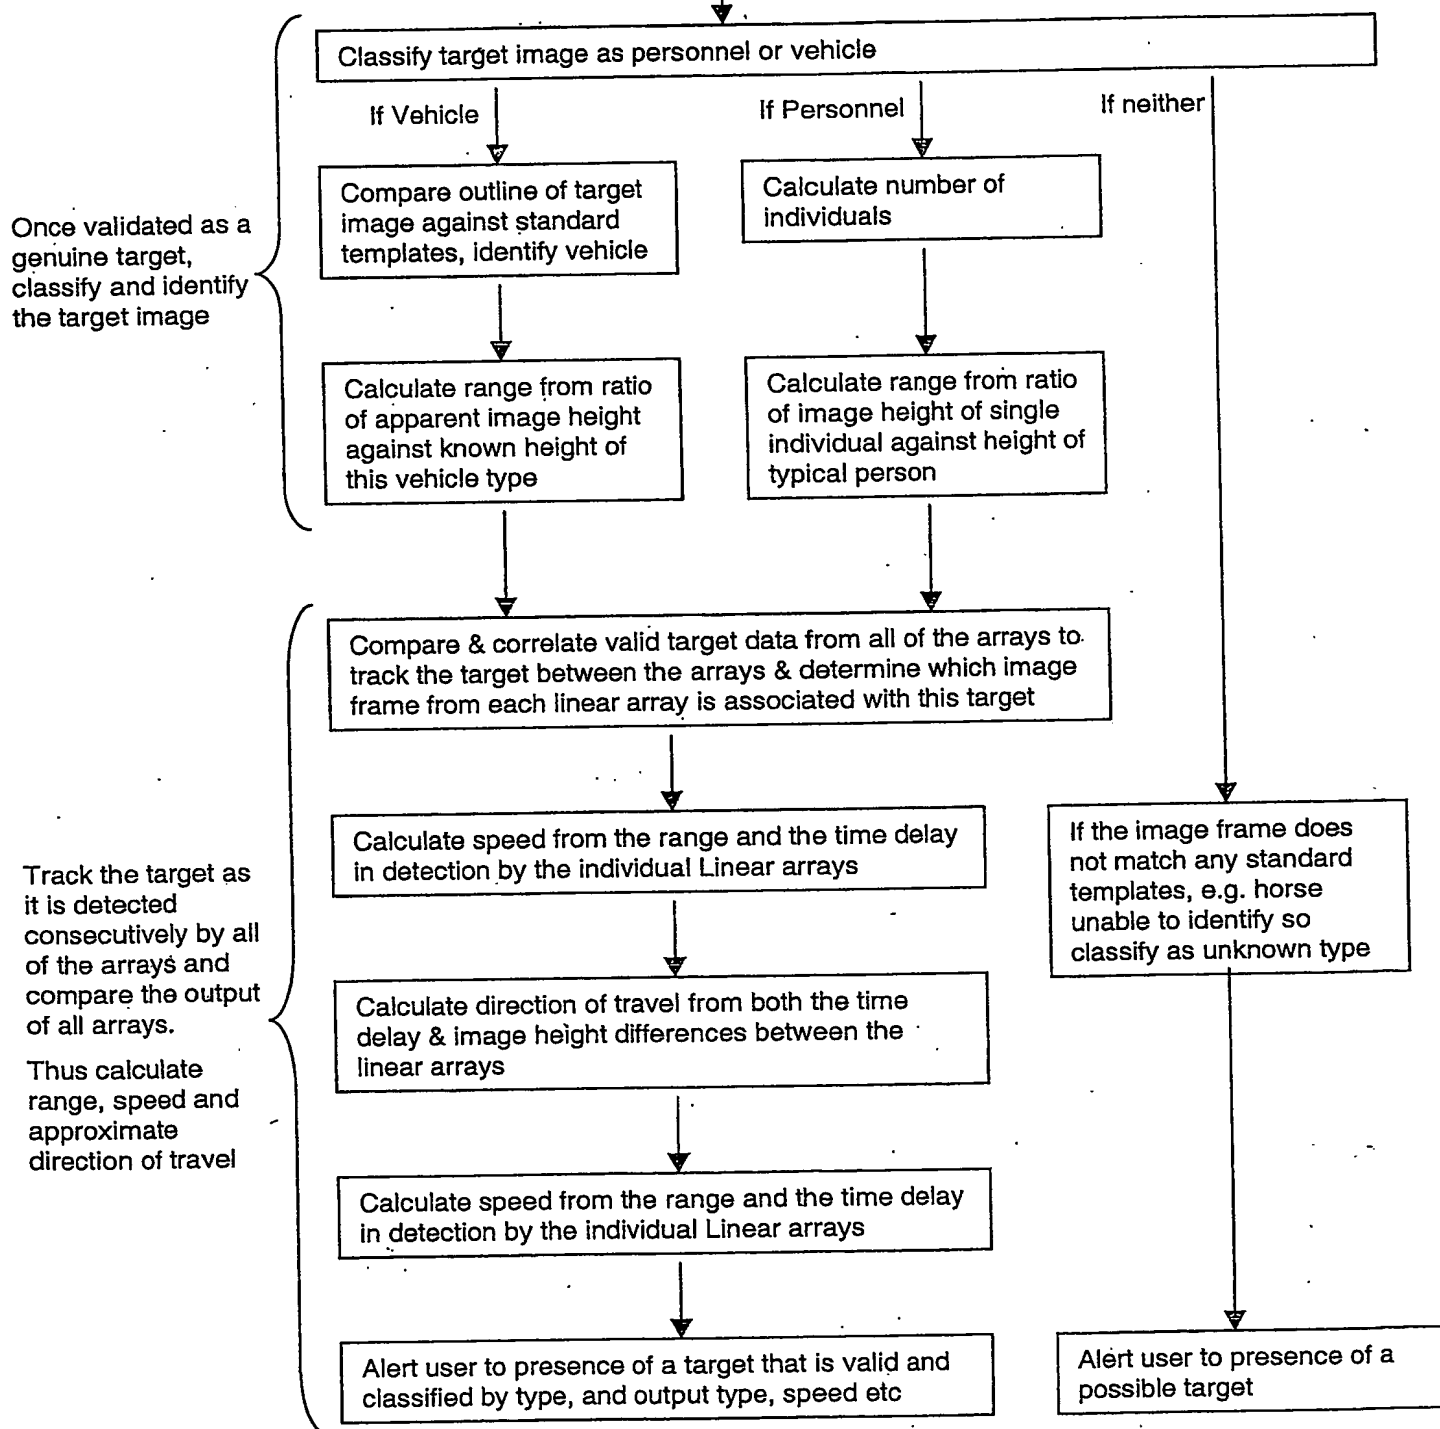 Classify target image as personnel or vehicle
If Vehicle
If Personnel
If neither
Once validated as a
genuine target,
classify and identify
the target image
Compare outline of target
image against standard
templates, identify vehicle
Calculate number of
individuals
Calculate range from ratio
of apparent image height
against known height of
this vehicle type
Calculate range from ratio
of image height of single
individual against height of
typical person
Compare & correlate valid target data from all of the arrays to
track the target between the arrays & determine which image
frame from each linear array is associated with this target
Track the target as
it is detected
consecutively by all
of the arrays and
compare the output
of all arrays.
Thus calculate
range, speed and
approximate
direction of travel
Calculate speed from the range and the time delay
in detection by the individual Linear arrays
If the image frame does
not match any standard
templates, e.g. horse
unable to identify so
classify as unknown type
Calculate direction of travel from both the time
delay & image height differences between the
linear arrays
Calculate speed from the range and the time delay
in detection by the individual Linear arrays
Alert user to presence of a target that is valid and
classified by type, and output type, speed etc
Alert user to presence of a
possible target